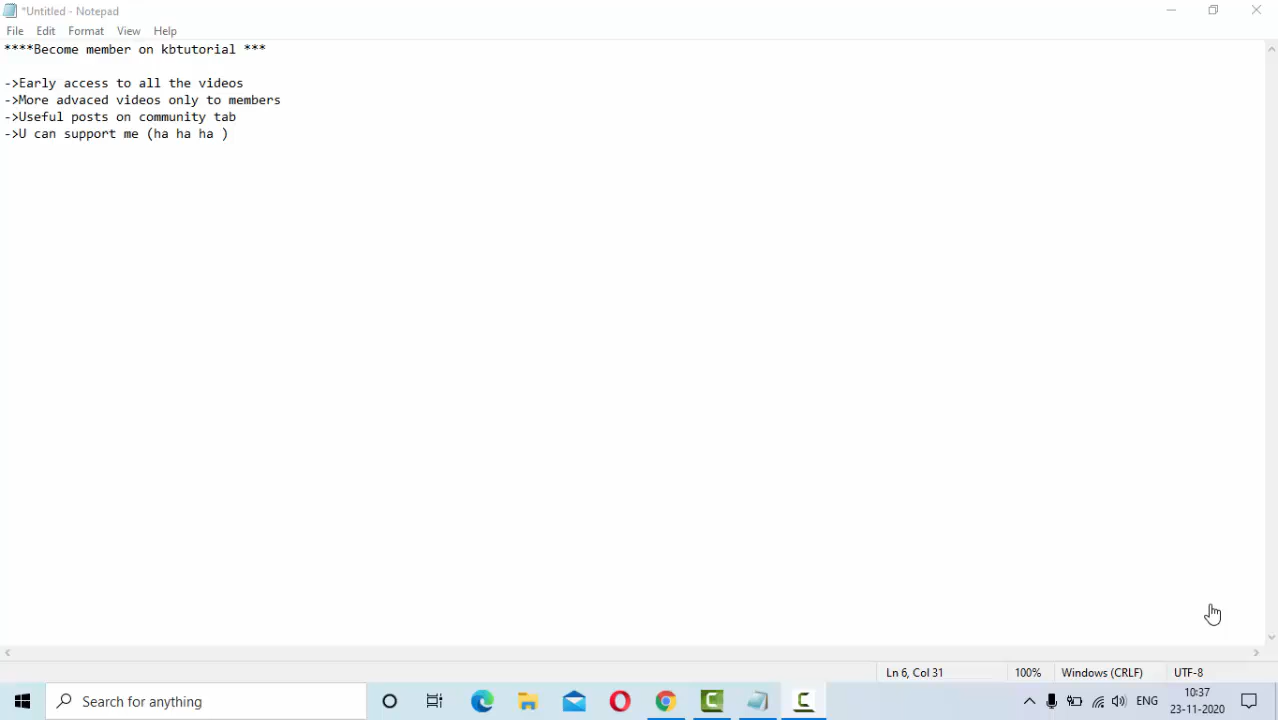 *Untitled - Notepad
File Edit Format View Help
****Become member on kbtutorial ***
->Early access to all the videos
->More advaced videos only to members
->Useful posts on community tab
->U can support me (ha ha ha )
Ln 6, Col 31 100% Windows (CRLF) UTF-8
Search for anything
ENG
10:37
23-11-2020